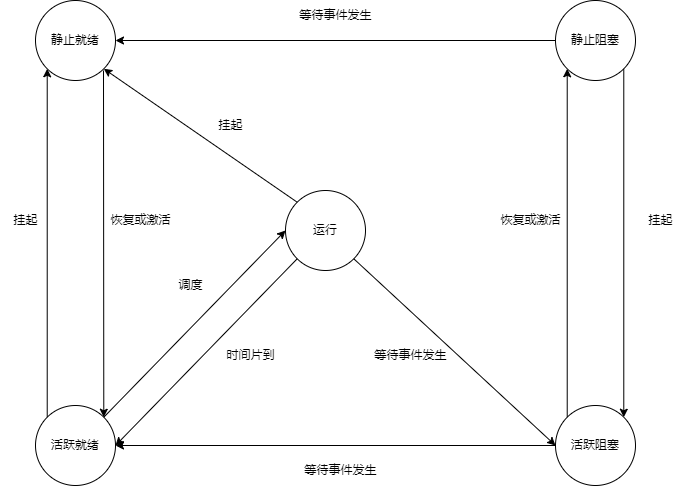 等待事件发生
静止就绪
静止阻塞
挂起
挂起
恢复或激活
恢复或激活
挂起
运行
调度
时间片到
等待事件发生
活跃就绪
活跃阻塞
等待事件发生